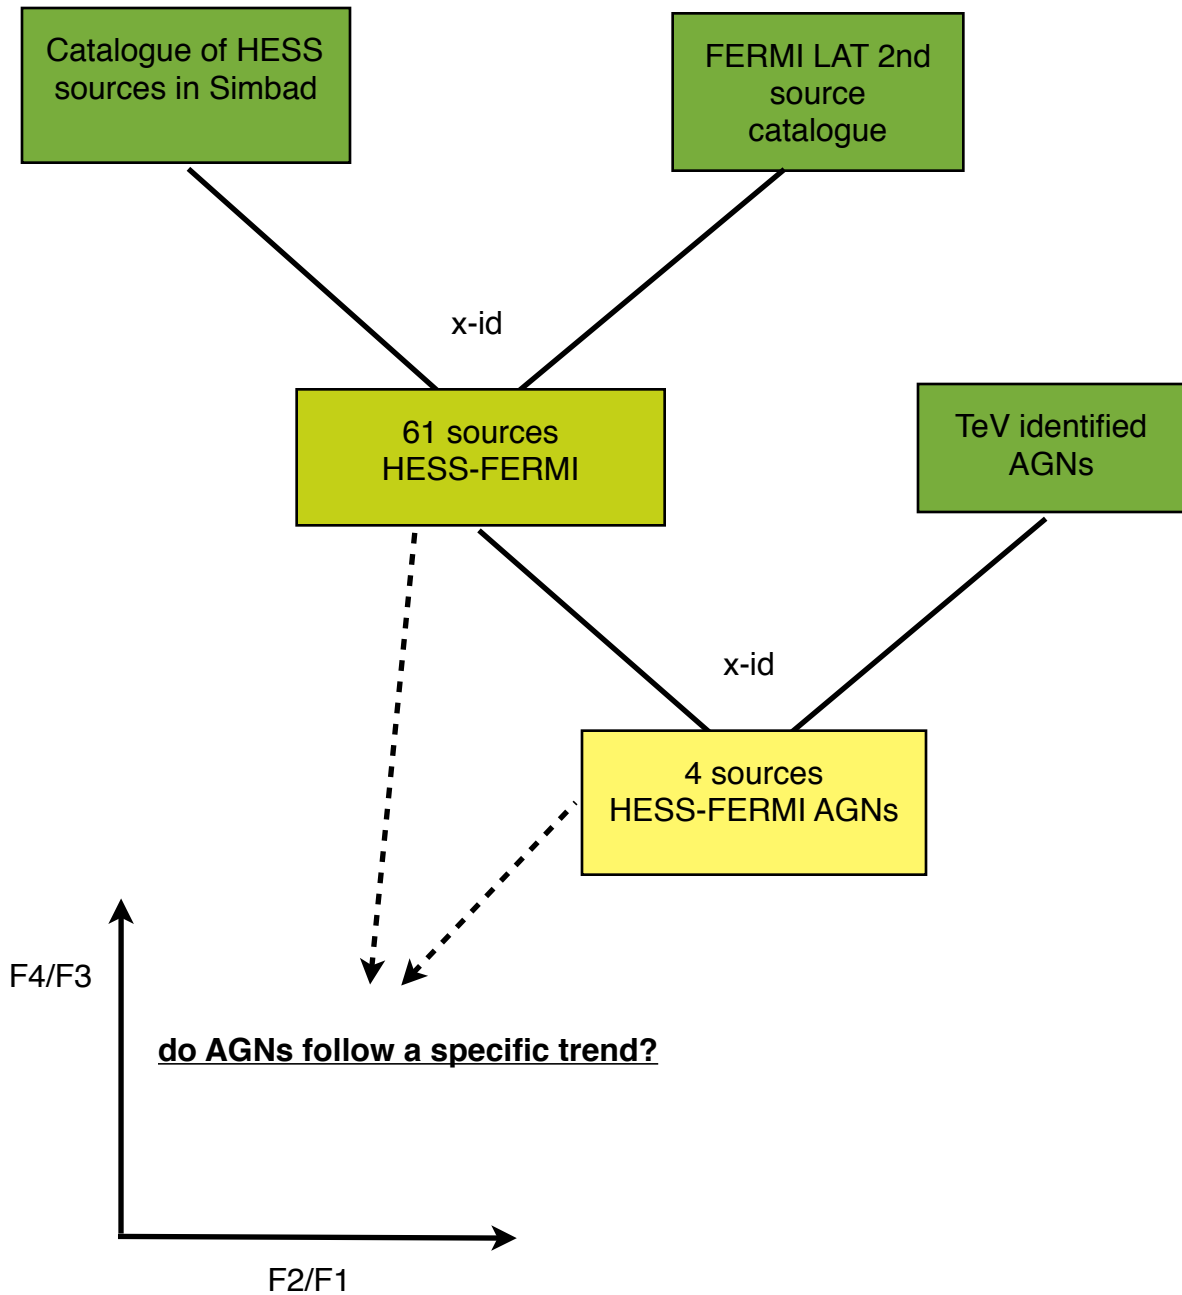 Catalogue of HESS
sources in Simbad
FERMI LAT 2nd
source
catalogue
x-id
61 sources
HESS-FERMI
TeV identified
AGNs
x-id
4 sources
HESS-FERMI AGNs
F4/F3
do AGNs follow a specific trend?
F2/F1